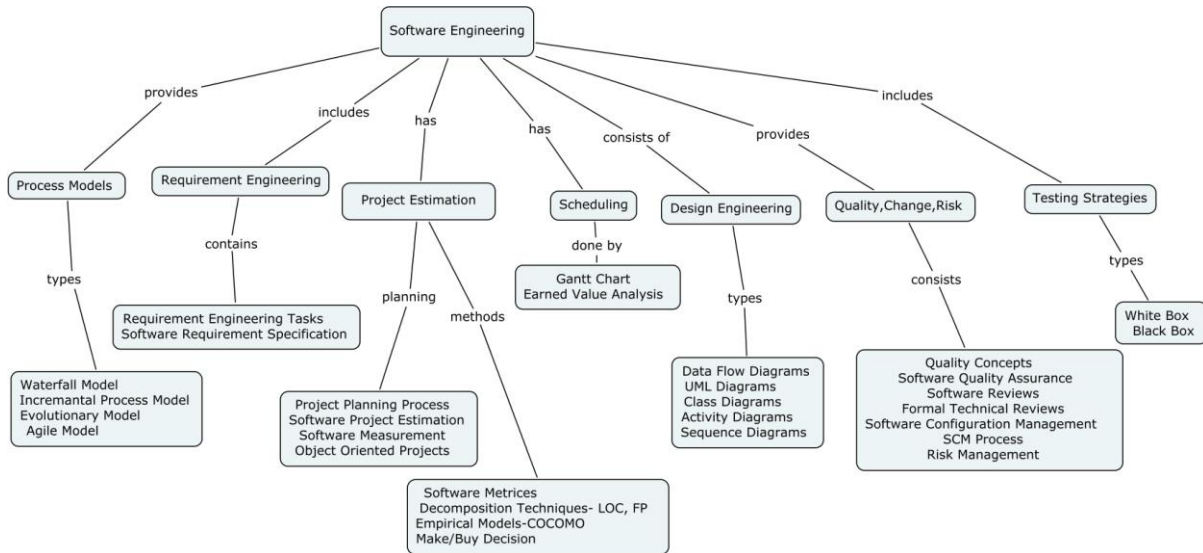 Software Engineering
provides
includes
has
has
consists of
provides
includes
Process Models
Requirement Engineering
Project Estimation
Scheduling
Design Engineering
Quality,Change,Risk
Testing Strategies
types
contains
planning
methods
done by
types
consists
types
Waterfall Model
Incremantal Process Model
Evolutionary Model
Agile Model
Requirement Engineering Tasks
Software Requirement Specification
Project Planning Process
Software Project Estimation
Software Measurement
Object Oriented Projects
Software Metrices
Decomposition Techniques- LOC, FP
Empirical Models-COCOMO
Make/Buy Decision
Gantt Chart
Earned Value Analysis
Data Flow Diagrams
UML Diagrams
Class Diagrams
Activity Diagrams
Sequence Diagrams
Quality Concepts
Software Quality Assurance
Software Reviews
Formal Technical Reviews
Software Configuration Management
SCM Process
Risk Management
White Box
Black Box